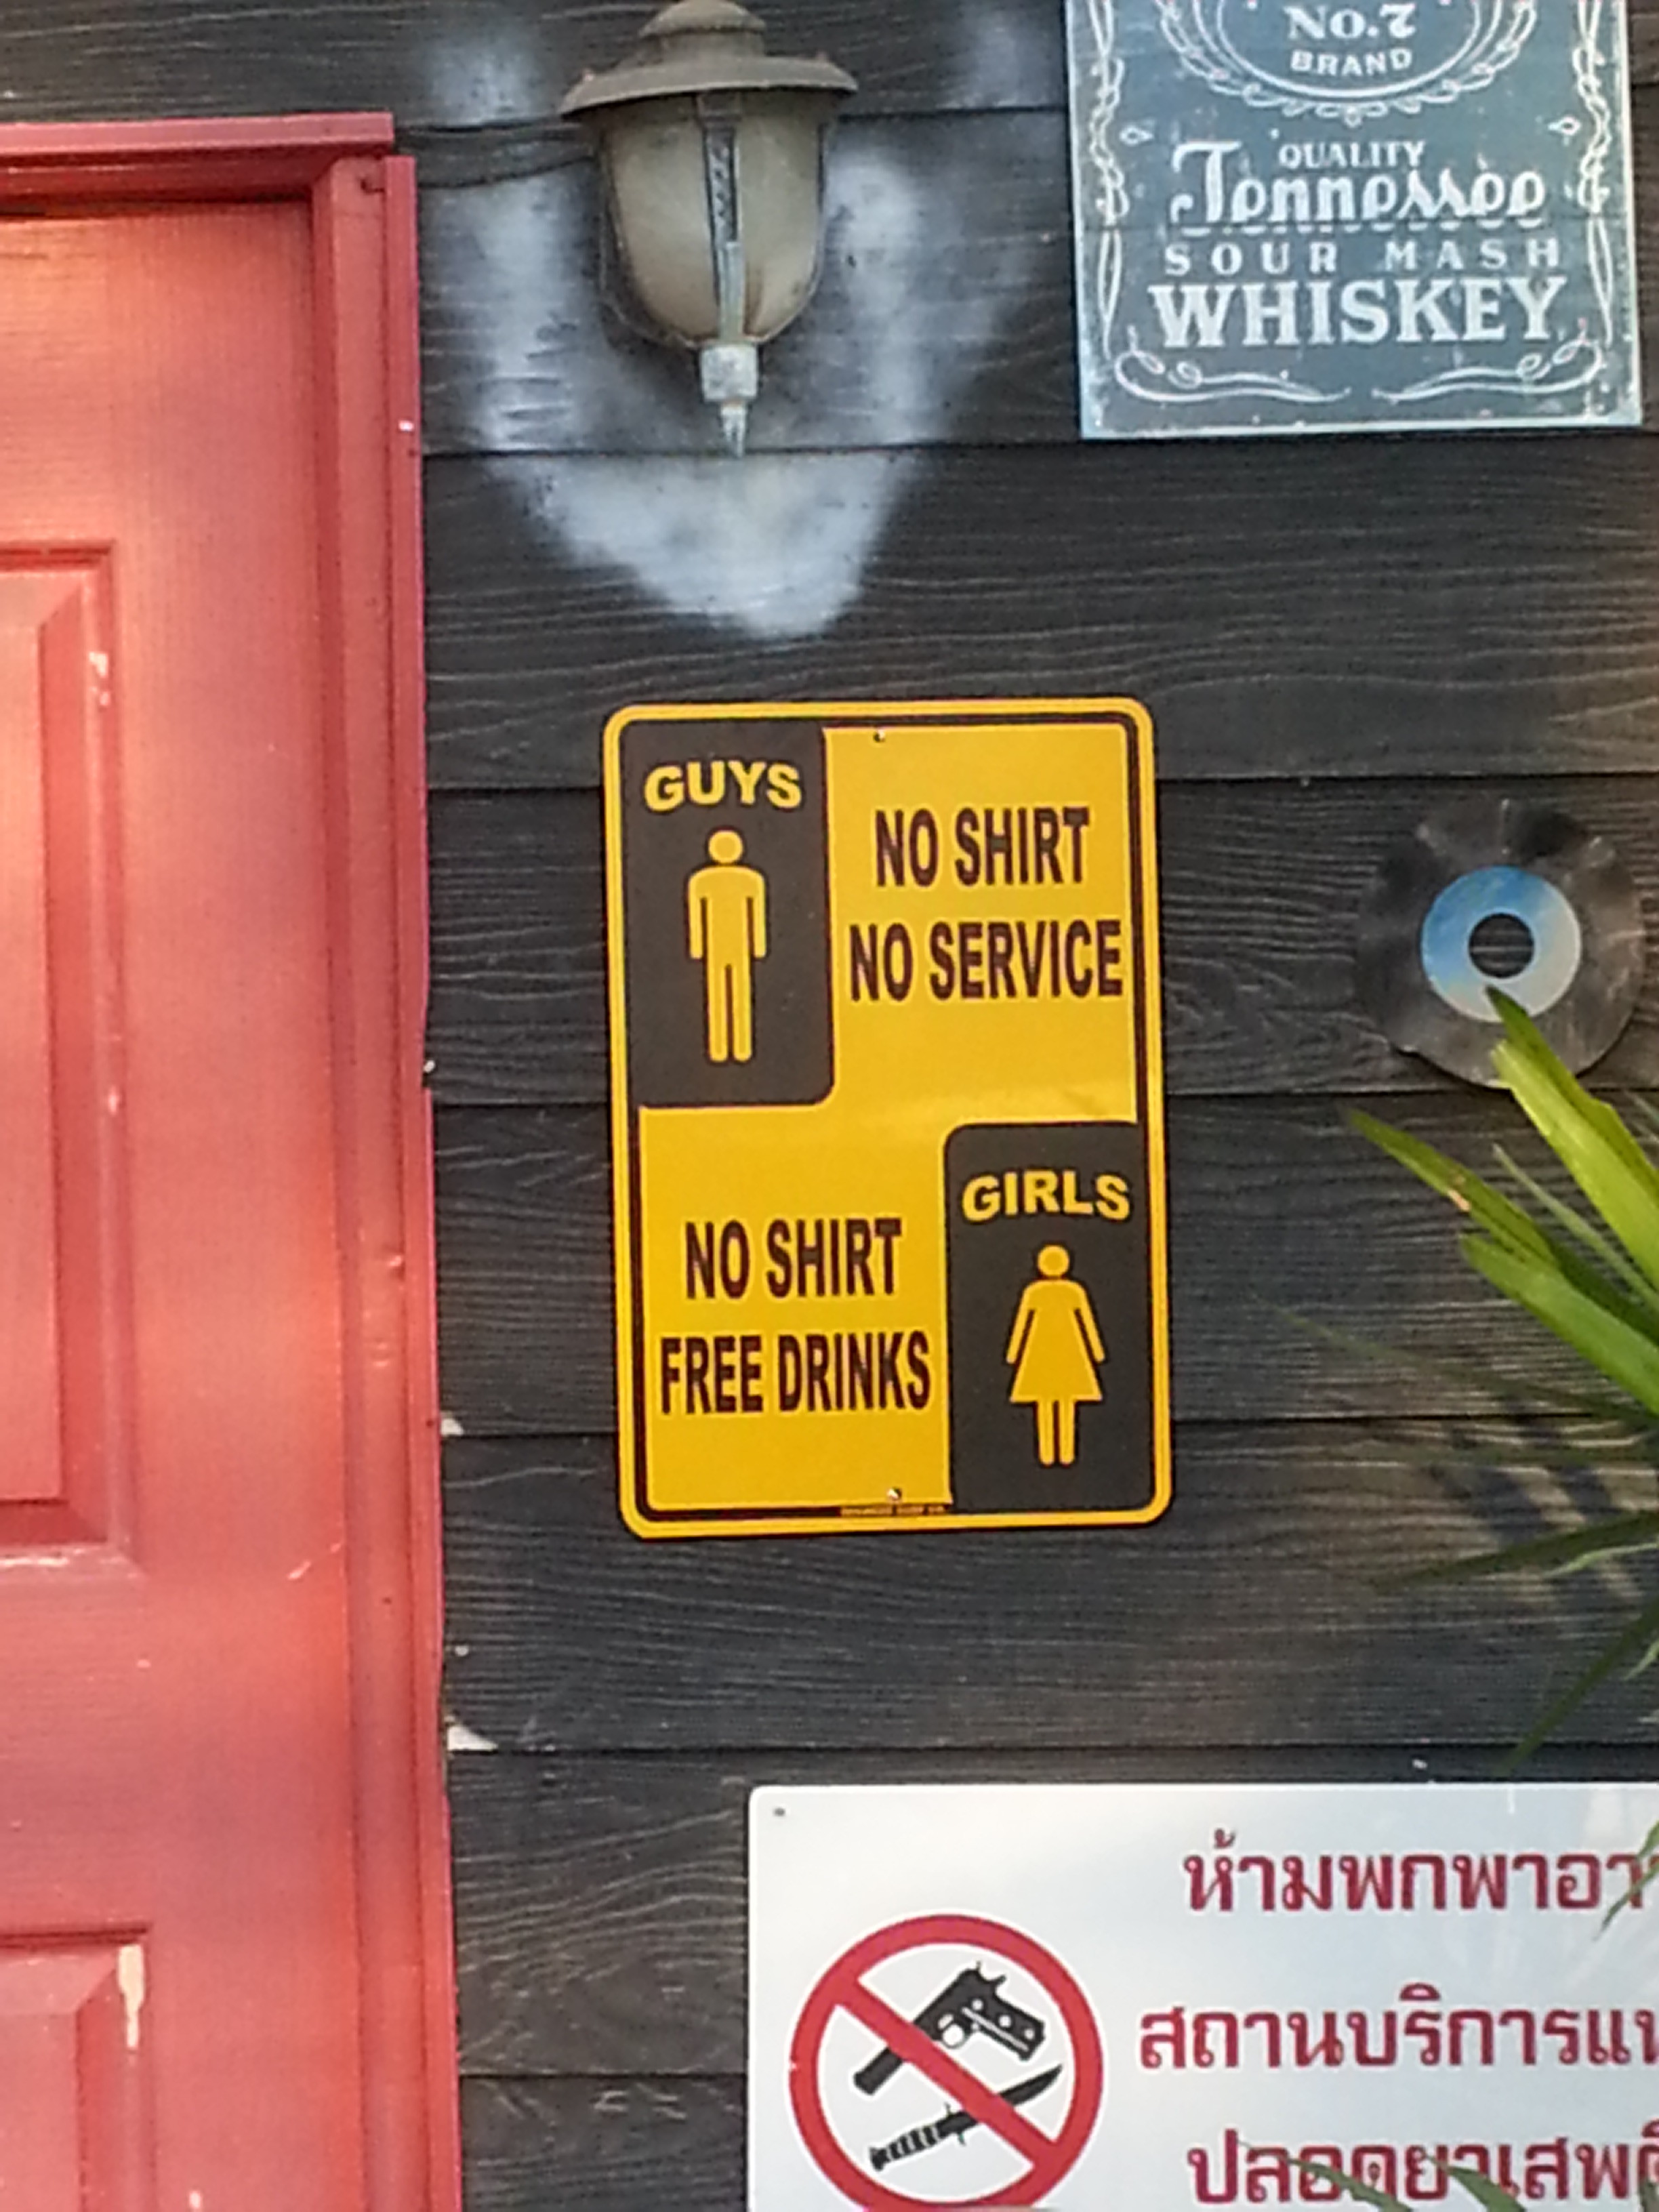 No.7
BRAND
QUALITY
Tennessee
SOUR MASH
WHISKEY
GUYS
NO SHIRT
NO SERVICE
GIRLS
NO SHIRT
FREE DRINKS
ห้ามพกพาอา
สถานบริการแ
ปลอดยาเสพ